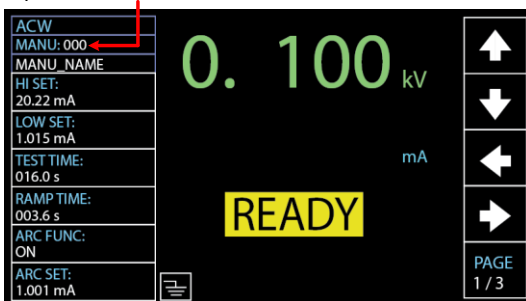 ACW
MANU: 000
MANU_NAME
HI SET:
20.22 mA
LOW SET:
1.015 mA
TEST TIME:
016.0 s
RAMP TIME:
003.6 s
ARC FUNC:
ON
ARC SET:
1.001 mA
0. 100 kV
mA
READY
PAGE
1 / 3